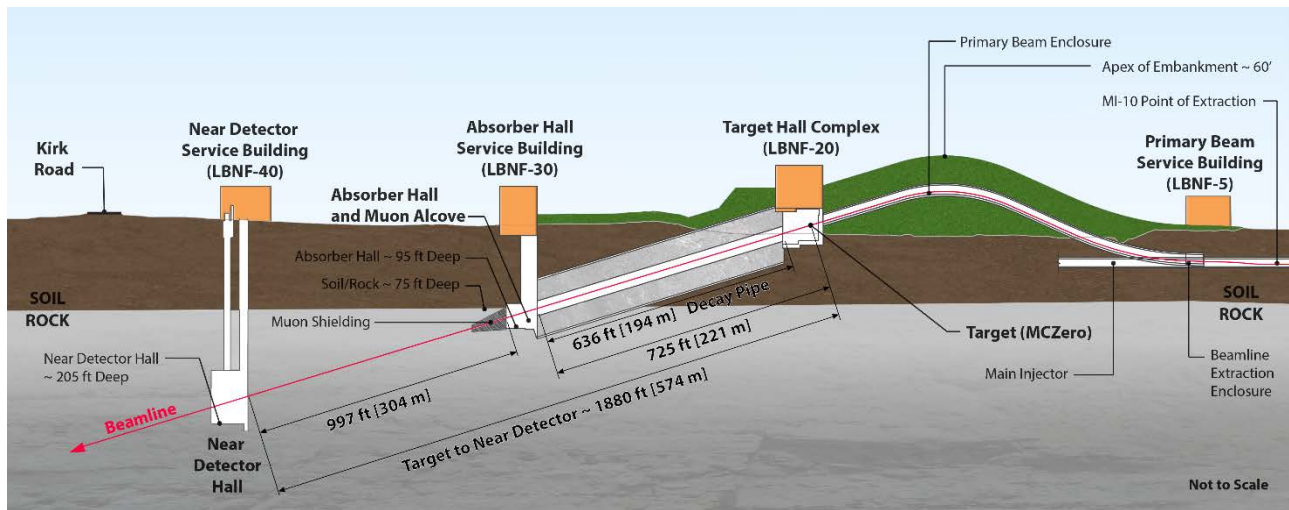 Primary Beam Enclosure
Apex of Embankment ~ 60'
MI-10 Point of Extraction
Kirk
Road
Near Detector
Service Building
(LBNF-40)
Absorber Hall
Service Building
(LBNF-30)
Target Hall Complex
(LBNF-20)
Primary Beam
Service Building
(LBNF-5)
Absorber Hall
and Muon Alcove
Absorber Hall ~ 95 ft Deep
Soil/Rock ~ 75 ft Deep
Muon Shielding
SOIL
ROCK
SOIL
ROCK
Decay Pipe
636 ft [194 m]
725 ft [221 m]
Target (MCZero)
Main Injector
Beamline
Extraction
Enclosure
Near Detector Hall
~ 205 ft Deep
997 ft [304 m]
Target to Near Detector ~ 1880 ft [574 m]
Beamline
Near
Detector
Hall
Not to Scale